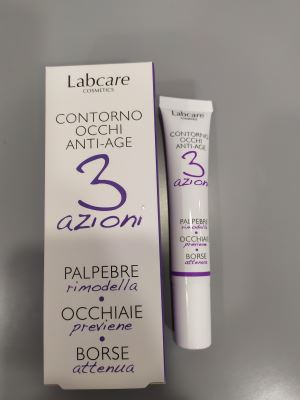 Labcare
COSMETICS
CONTORNO
OCCHI
ANTI-AGE
3
azioni
PALPEBRE
rimodella
•
OCCHIAIE
previene
•
BORSE
attenua
Labcare
COSMETICS
CONTORNO
OCCHI
ANTI-AGE
3
azioni
PALPEBRE
rimodella
•
OCCHIAIE
previene
•
BORSE
attenua